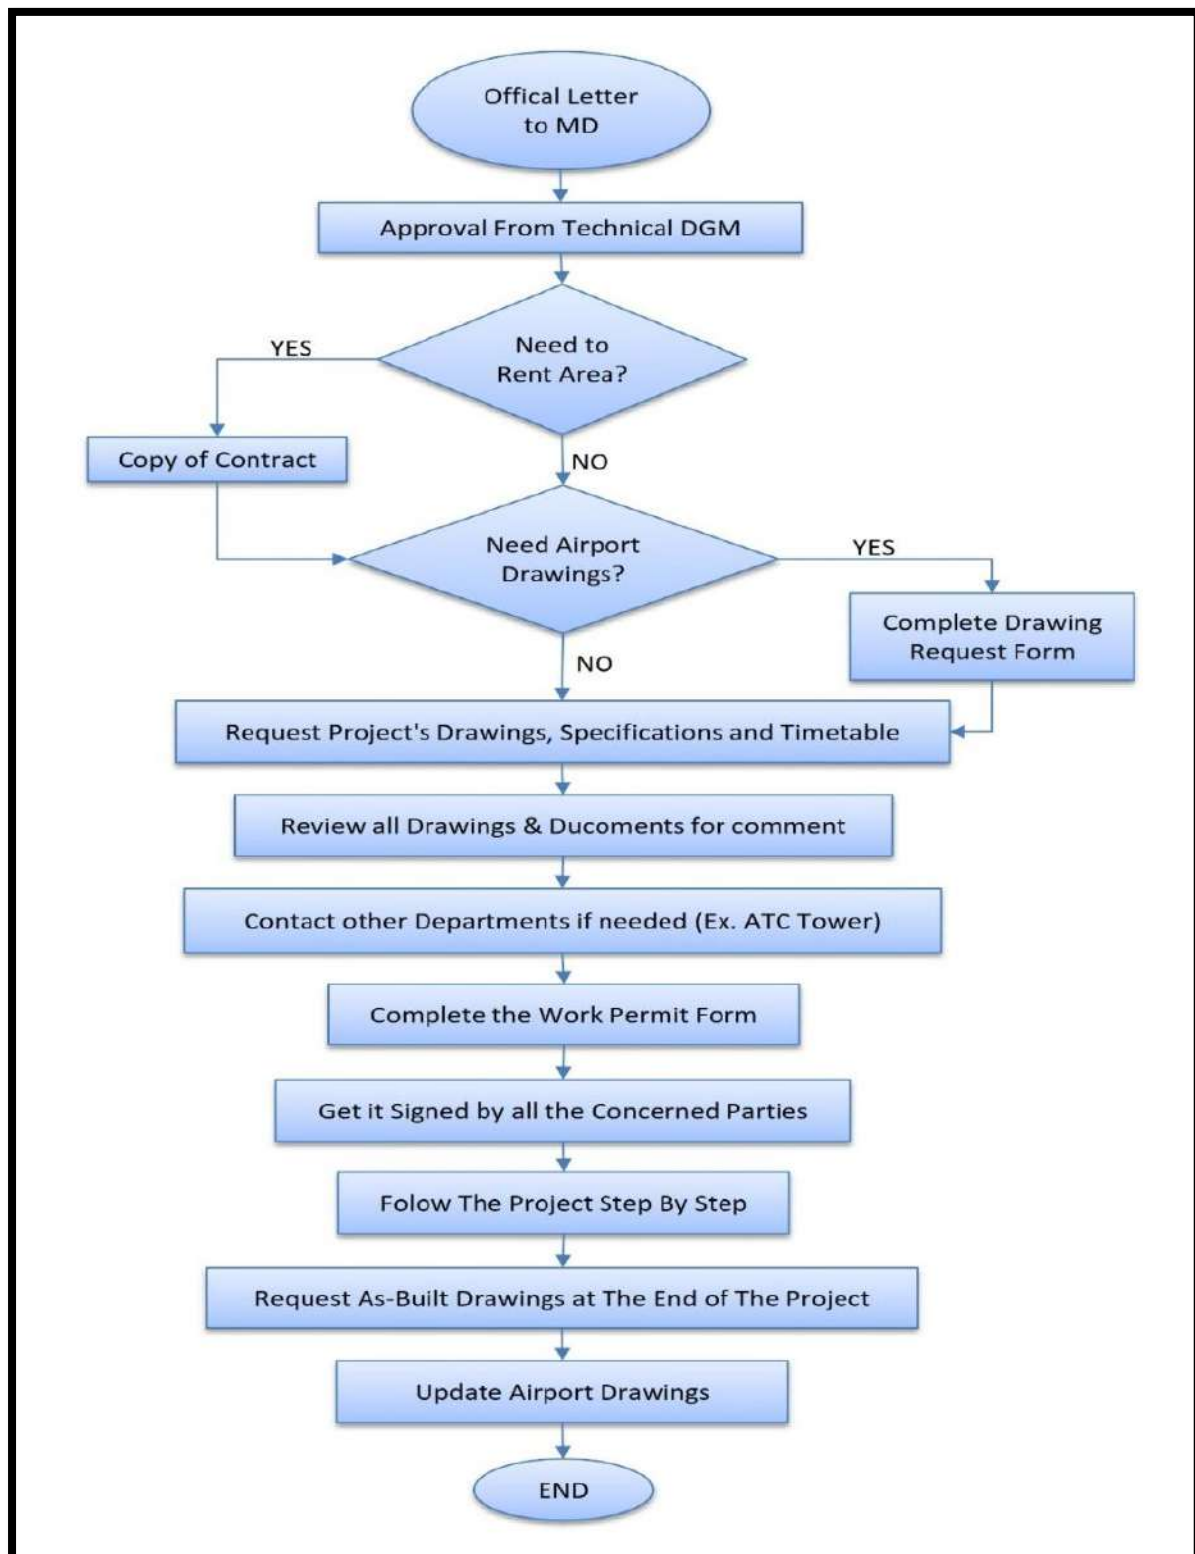 Offical Letter
to MD
Approval From Technical DGM
Need to
Rent Area?
YES
Copy of Contract
NO
Need Airport
Drawings?
YES
Complete Drawing
Request Form
NO
Request Project's Drawings, Specifications and Timetable
Review all Drawings & Ducoments for comment
Contact other Departments if needed (Ex. ATC Tower)
Complete the Work Permit Form
Get it Signed by all the Concerned Parties
Folow The Project Step By Step
Request As-Built Drawings at The End of The Project
Update Airport Drawings
END